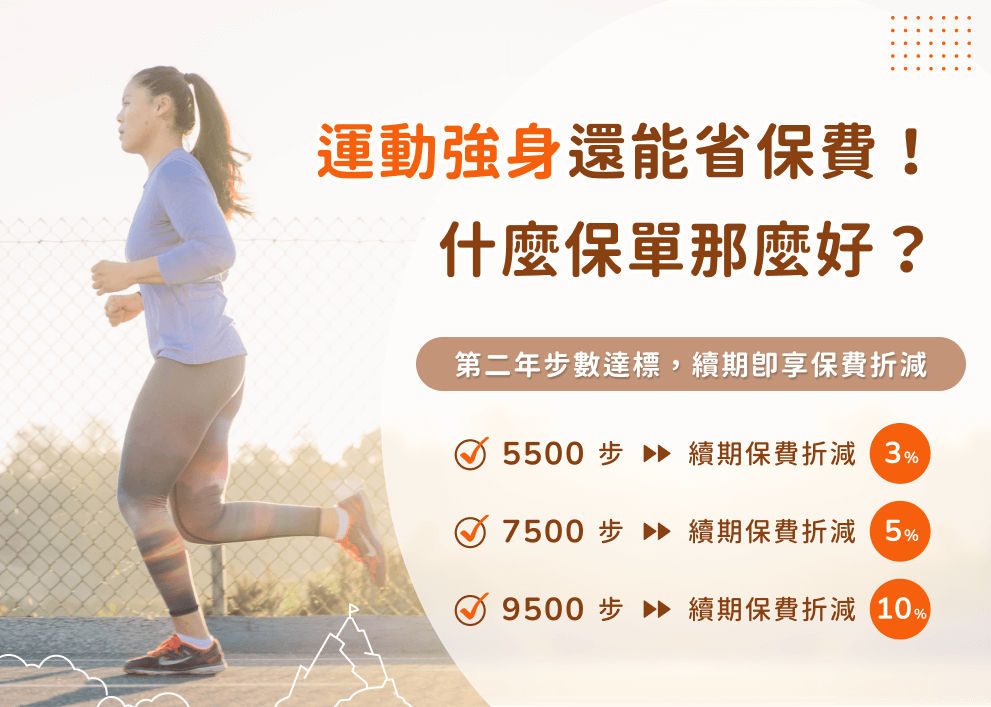 運動強身還能省保費！
什麼保單那麼好？
第二年步數達標，續期即享保費折減
5500 步 續期保費折減 3%
7500 步 續期保費折減 5%
9500 步 續期保費折減 10%